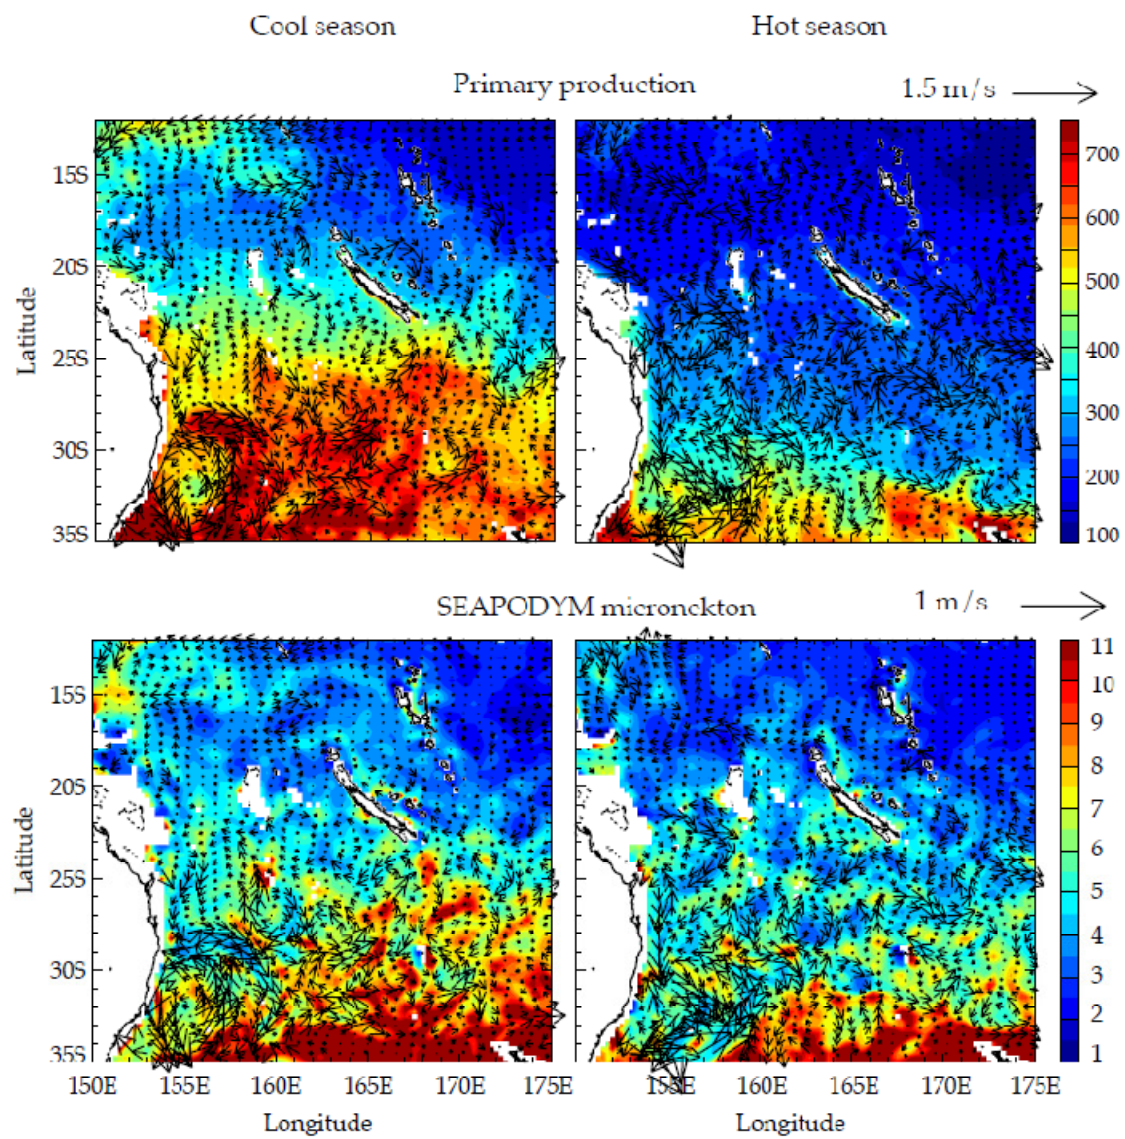 Cool season Hot season
Primary production 1.5 m/s
15S
20S
25S
30S
35S
Latitude
700
600
500
400
300
200
100
SEAPODYM micronckton 1 m/s
15S
20S
25S
30S
35S
Latitude
11
10
9
8
7
6
5
4
3
2
1
150E 155E 160E 165E 170E 175E 155E 160E 165E 170E 175E
Longitude Longitude